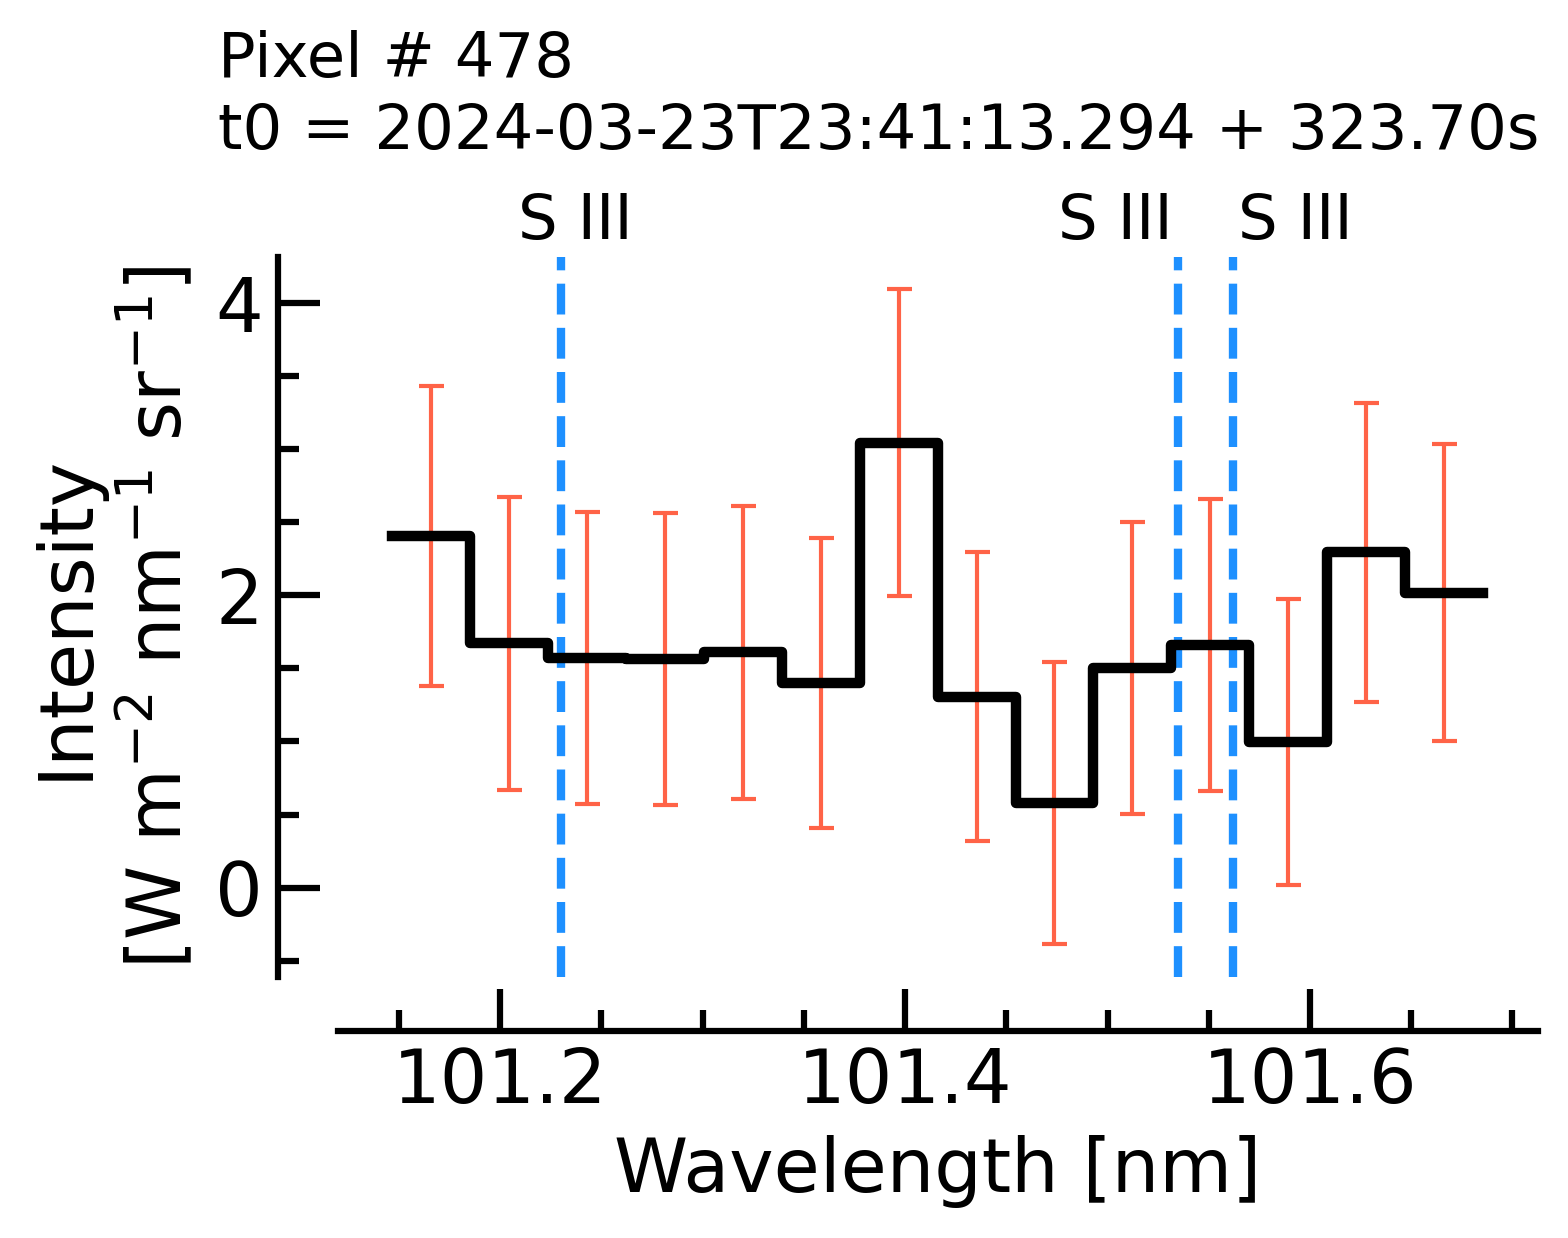 Pixel # 478
t0 = 2024-03-23T23:41:13.294 + 323.70s
S III S III S III
Intensity
[W m⁻² nm⁻¹ sr⁻¹]
4
2
0
101.2 101.4 101.6
Wavelength [nm]